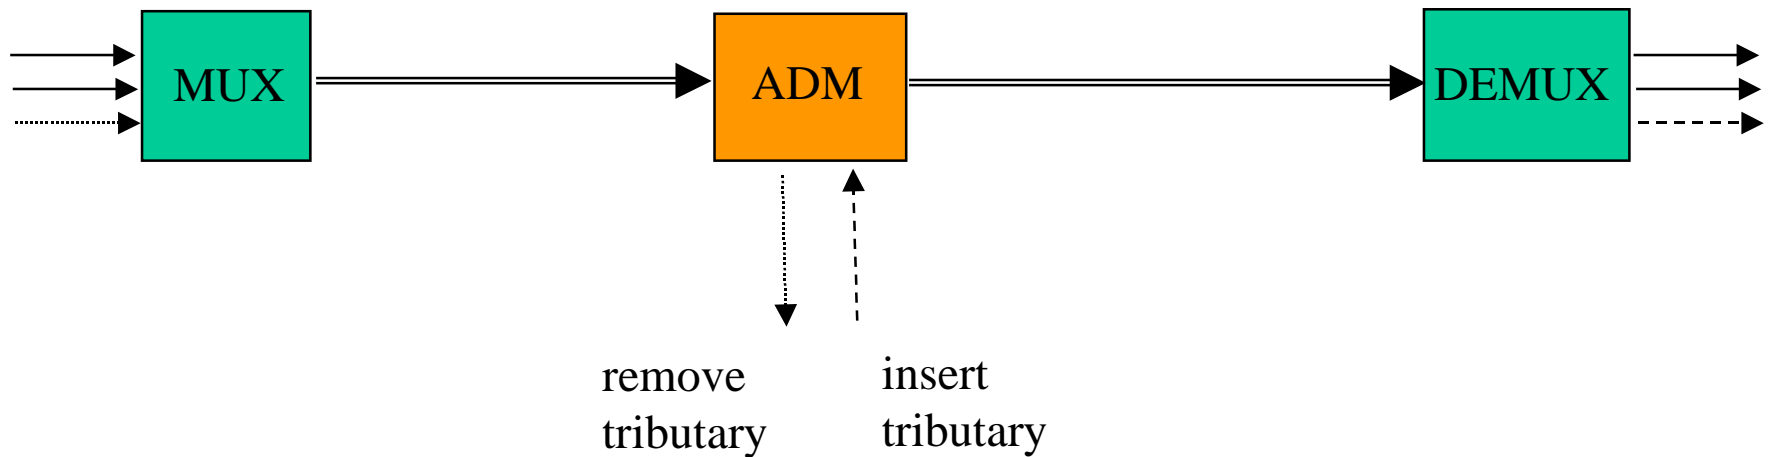 MUX
ADM
DEMUX
remove
tributary
insert
tributary